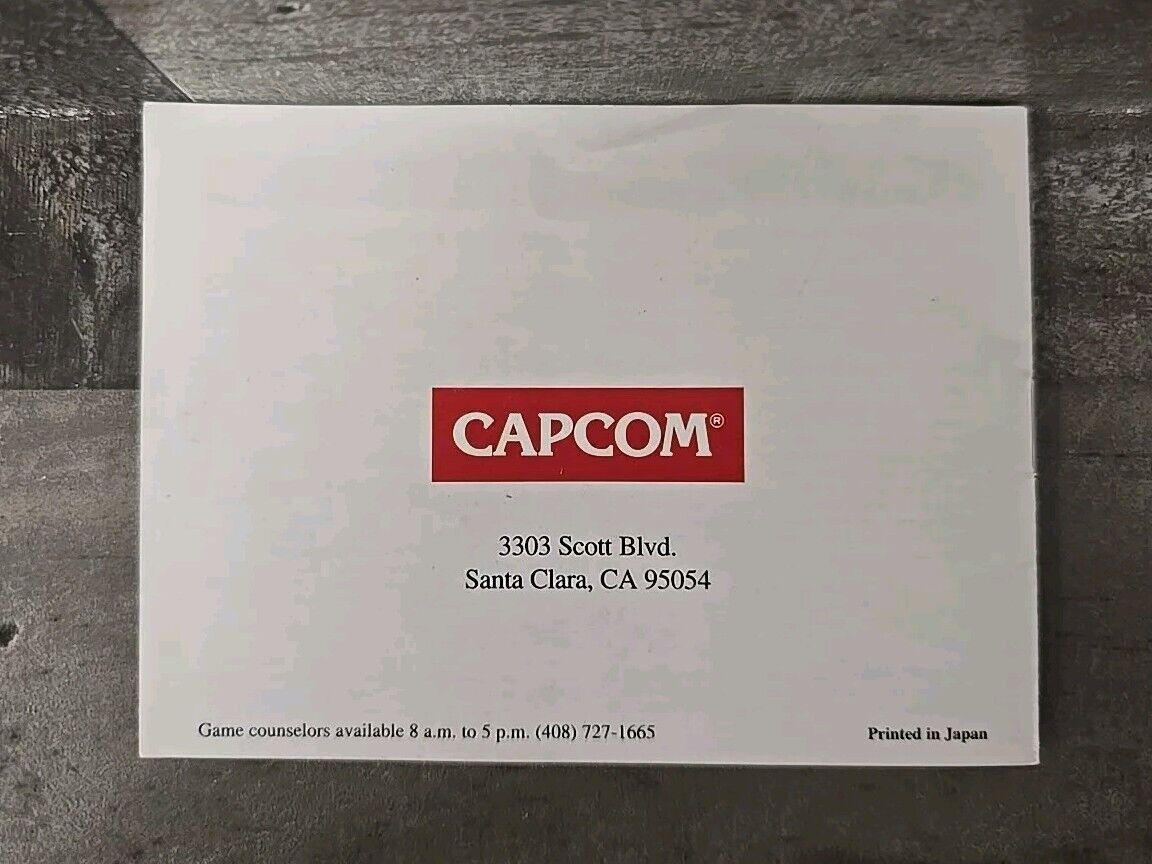 CAPCOM®
3303 Scott Blvd.
Santa Clara, CA 95054
Game counselors available 8 a.m. to 5 p.m. (408) 727-1665
Printed in Japan